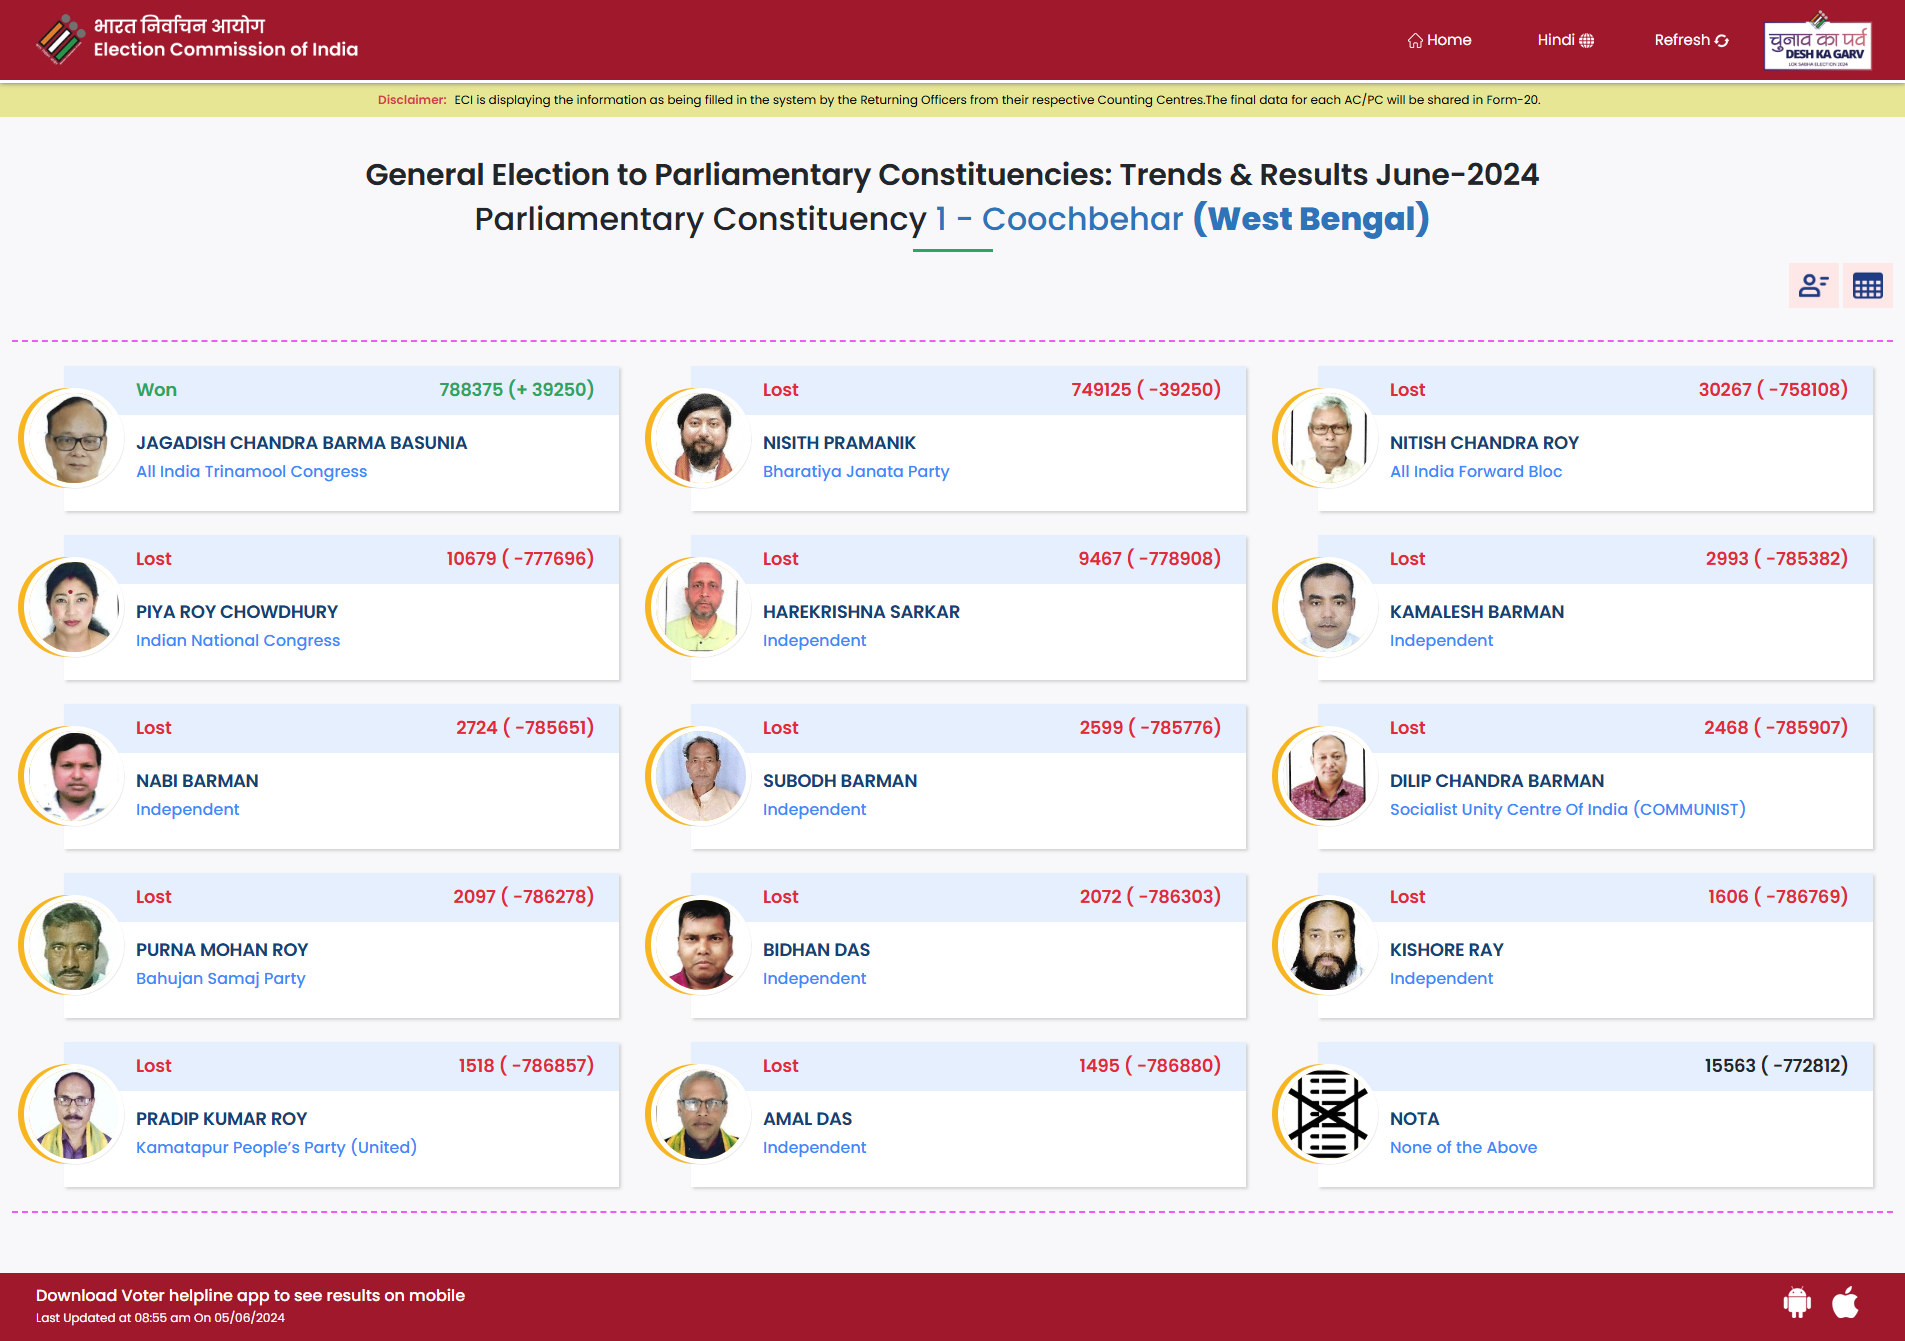 भारत निर्वाचन आयोग
Election Commission of India
Home
Hindi
Refresh
चुनाव का पर्व
DESH KA GARV
LOK SABHA ELECTION 2024
Disclaimer: ECI is displaying the information as being filled in the system by the Returning Officers from their respective Counting Centres.The final data for each AC/PC will be shared in Form-20.
General Election to Parliamentary Constituencies: Trends & Results June-2024
Parliamentary Constituency 1 - Coochbehar (West Bengal)
Won 788375 (+ 39250)
JAGADISH CHANDRA BARMA BASUNIA
All India Trinamool Congress
Lost 749125 ( -39250)
NISITH PRAMANIK
Bharatiya Janata Party
Lost 30267 ( -758108)
NITISH CHANDRA ROY
All India Forward Bloc
Lost 10679 ( -777696)
PIYA ROY CHOWDHURY
Indian National Congress
Lost 9467 ( -778908)
HAREKRISHNA SARKAR
Independent
Lost 2993 ( -785382)
KAMALESH BARMAN
Independent
Lost 2724 ( -785651)
NABI BARMAN
Independent
Lost 2599 ( -785776)
SUBODH BARMAN
Independent
Lost 2468 ( -785907)
DILIP CHANDRA BARMAN
Socialist Unity Centre Of India (COMMUNIST)
Lost 2097 ( -786278)
PURNA MOHAN ROY
Bahujan Samaj Party
Lost 2072 ( -786303)
BIDHAN DAS
Independent
Lost 1606 ( -786769)
KISHORE RAY
Independent
Lost 1518 ( -786857)
PRADIP KUMAR ROY
Kamatapur People’s Party (United)
Lost 1495 ( -786880)
AMAL DAS
Independent
15563 ( -772812)
NOTA
None of the Above
Download Voter helpline app to see results on mobile
Last Updated at 08:55 am On 05/06/2024